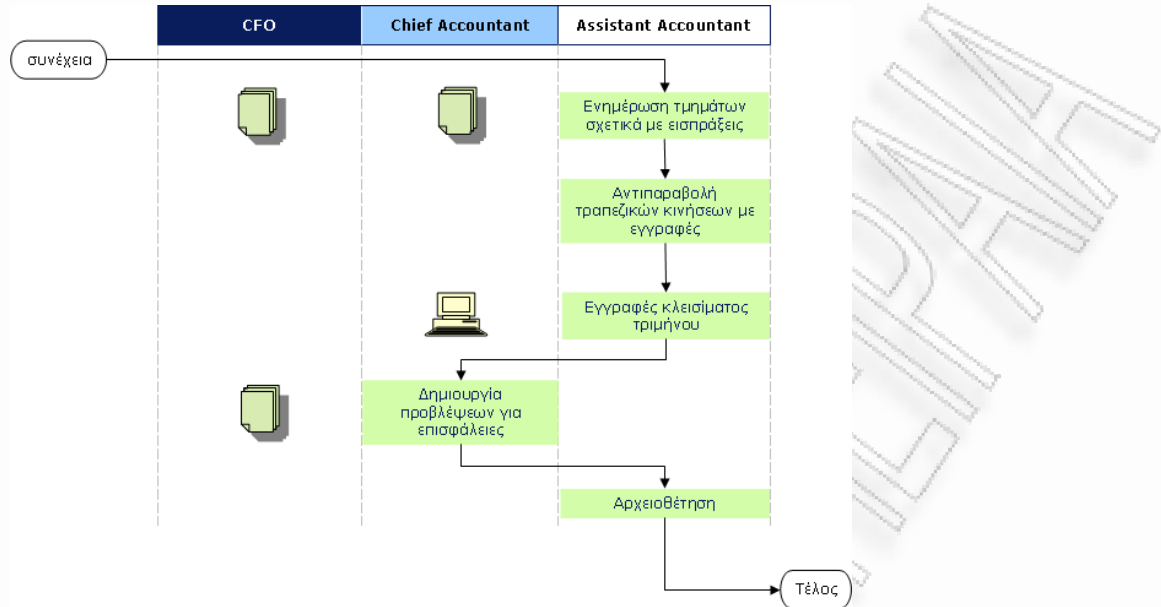 CFO
Chief Accountant
Assistant Accountant
συνέχεια
Ενημέρωση τμημάτων
σχετικά με εισπράξεις
Αντιπαραβολή
τραπεζικών κινήσεων με
εγγραφές
Εγγραφές κλεισίματος
τριμήνου
Δημιουργία
προβλέψεων για
επισφάλειες
Αρχειοθέτηση
Τέλος